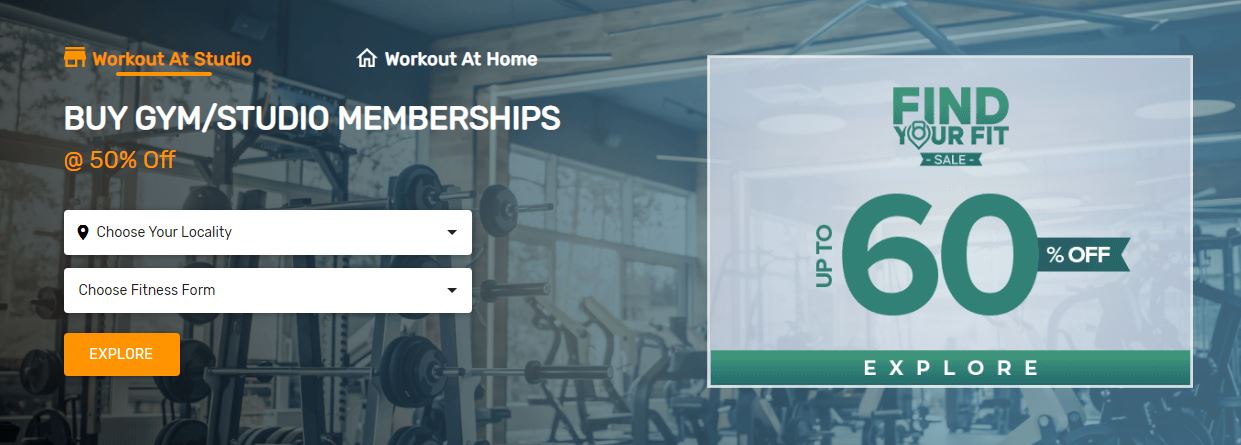 Workout At Studio
Workout At Home
BUY GYM/STUDIO MEMBERSHIPS
@ 50% Off
Choose Your Locality
Choose Fitness Form
EXPLORE
FIND
YOUR FIT
- SALE -
UP TO
60
% OFF
EXPLORE